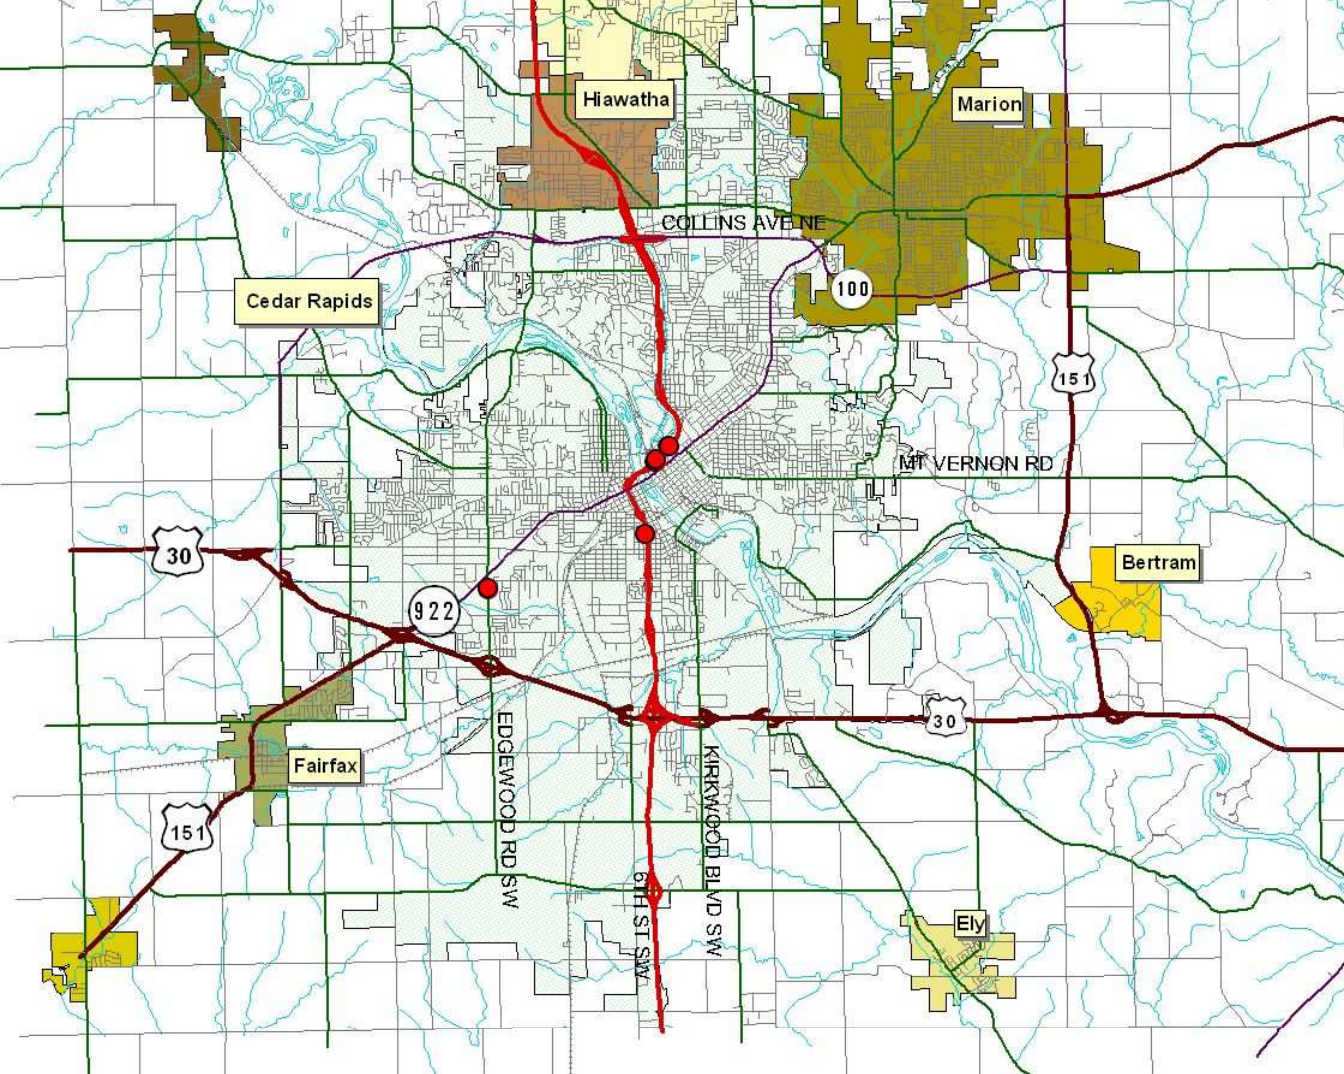 Hiawatha
Marion
COLLINS AVE NE
100
Cedar Rapids
151
MT VERNON RD
30
Bertram
922
EDGEWOOD RD SW
30
KIRKWOOD BLVD SW
Fairfax
151
6TH ST SW
Ely